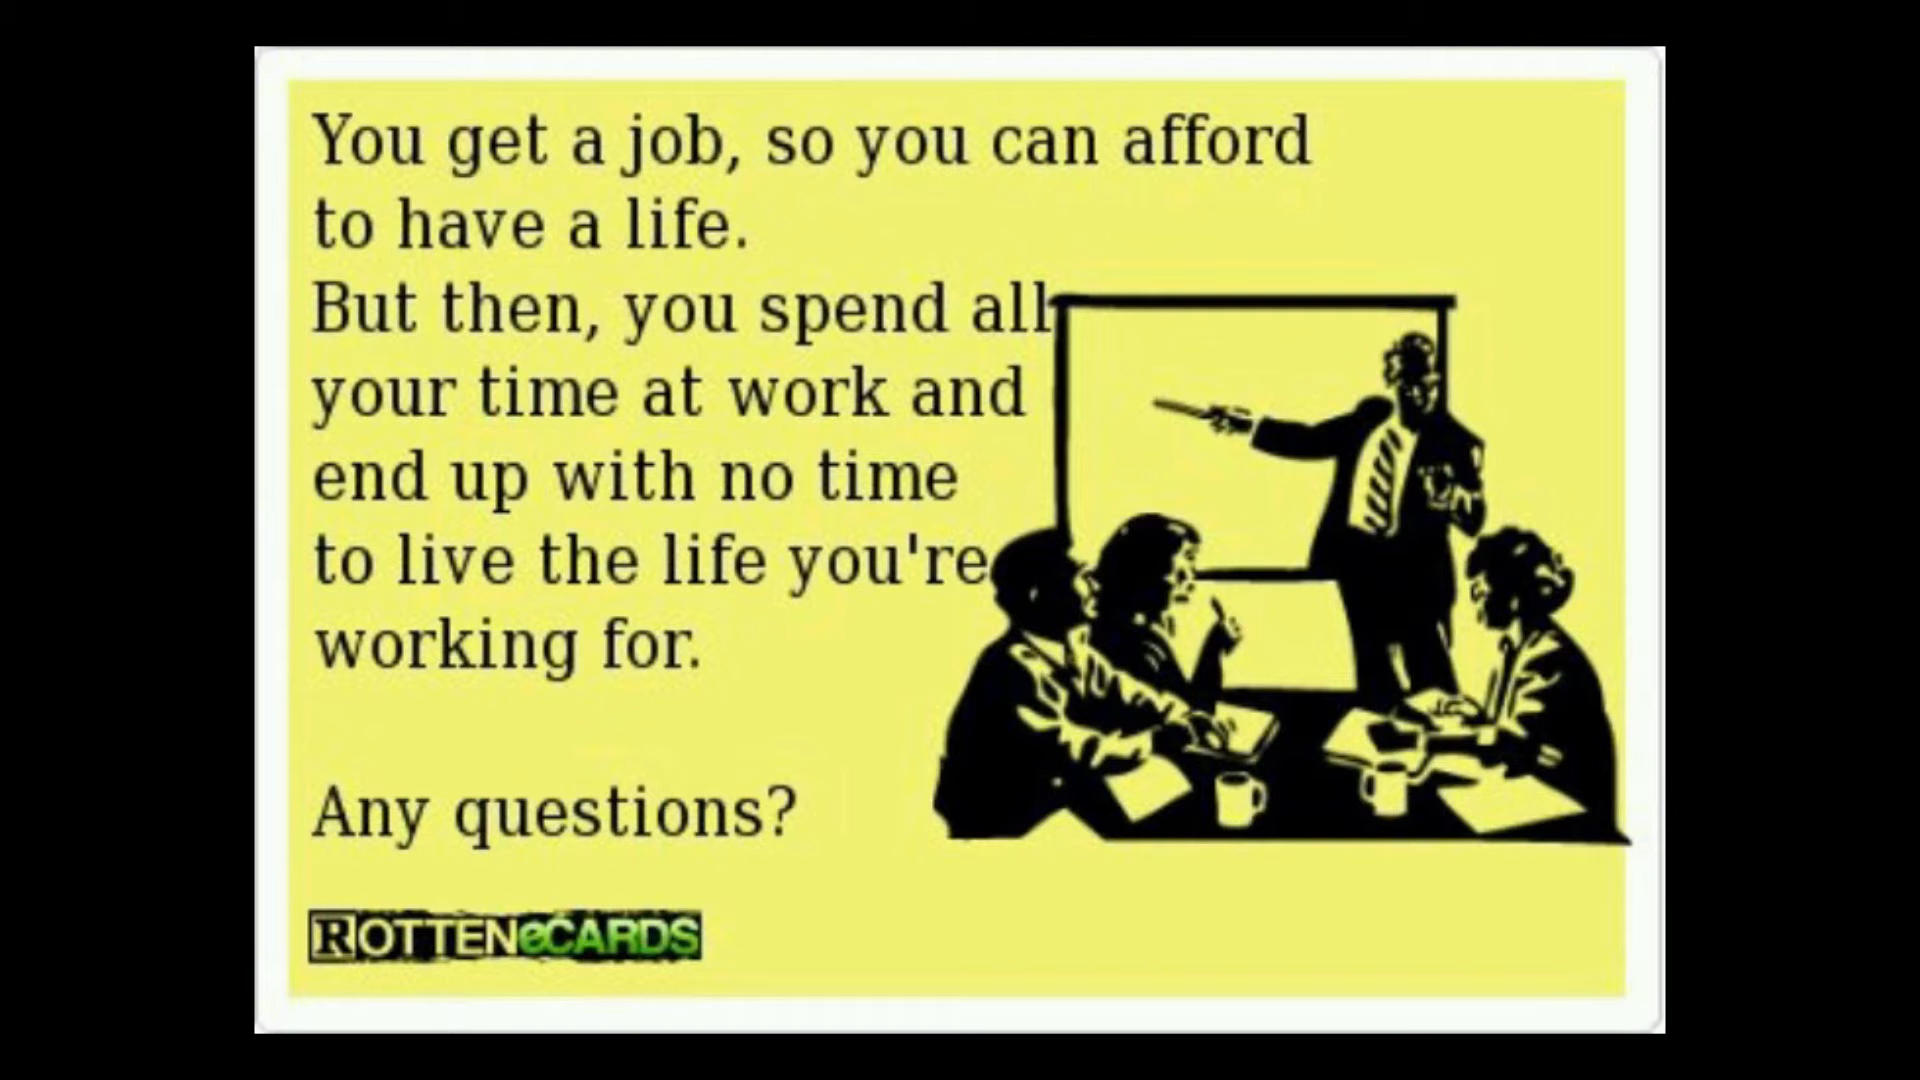 You get a job, so you can afford
to have a life.
But then, you spend all
your time at work and
end up with no time
to live the life you're
working for.
Any questions?
ROTTENeCARDS